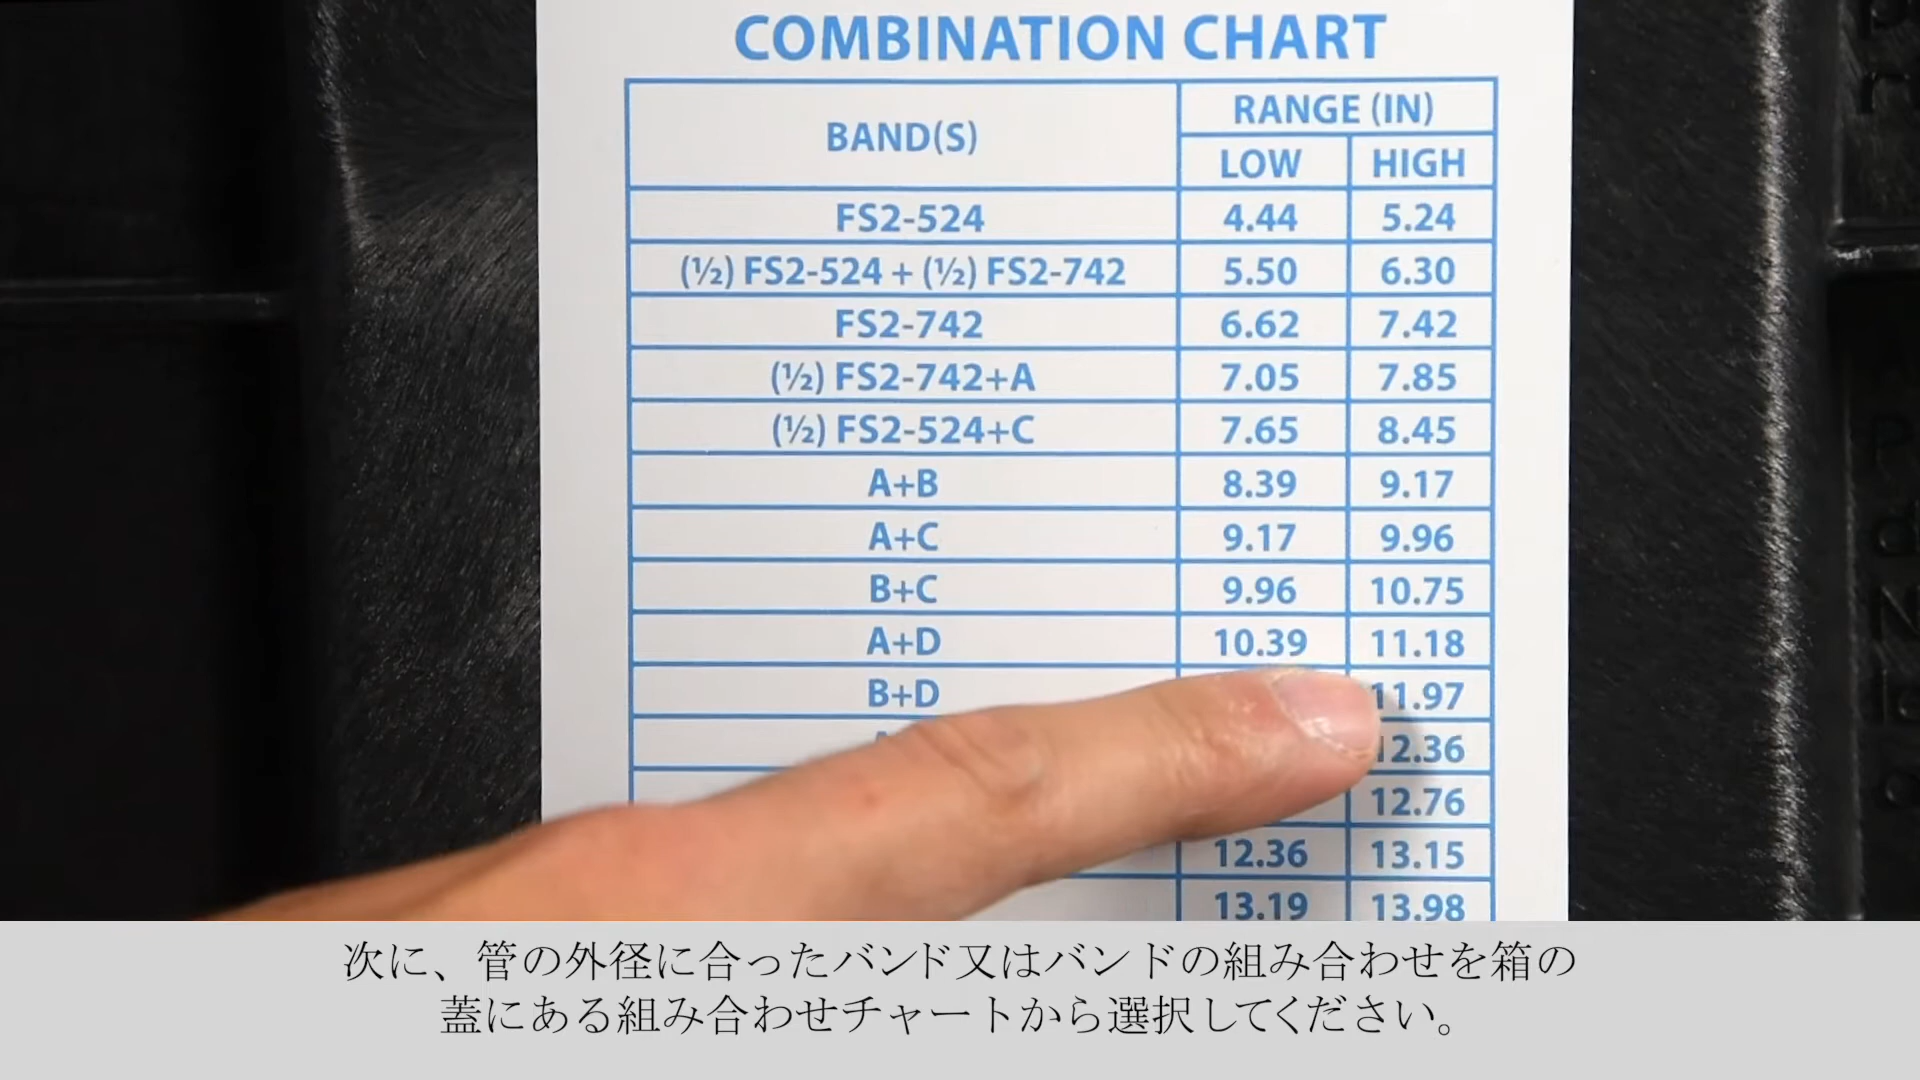 COMBINATION CHART
BAND(S) RANGE (IN)
LOW HIGH
FS2-524 4.44 5.24
(½) FS2-524 + (½) FS2-742 5.50 6.30
FS2-742 6.62 7.42
(½) FS2-742+A 7.05 7.85
(½) FS2-524+C 7.65 8.45
A+B 8.39 9.17
A+C 9.17 9.96
B+C 9.96 10.75
A+D 10.39 11.18
B+D 11.97
12.36
12.76
12.36 13.15
13.19 13.98
次に、管の外径に合ったバンド又はバンドの組み合わせを箱の
蓋にある組み合わせチャートから選択してください。